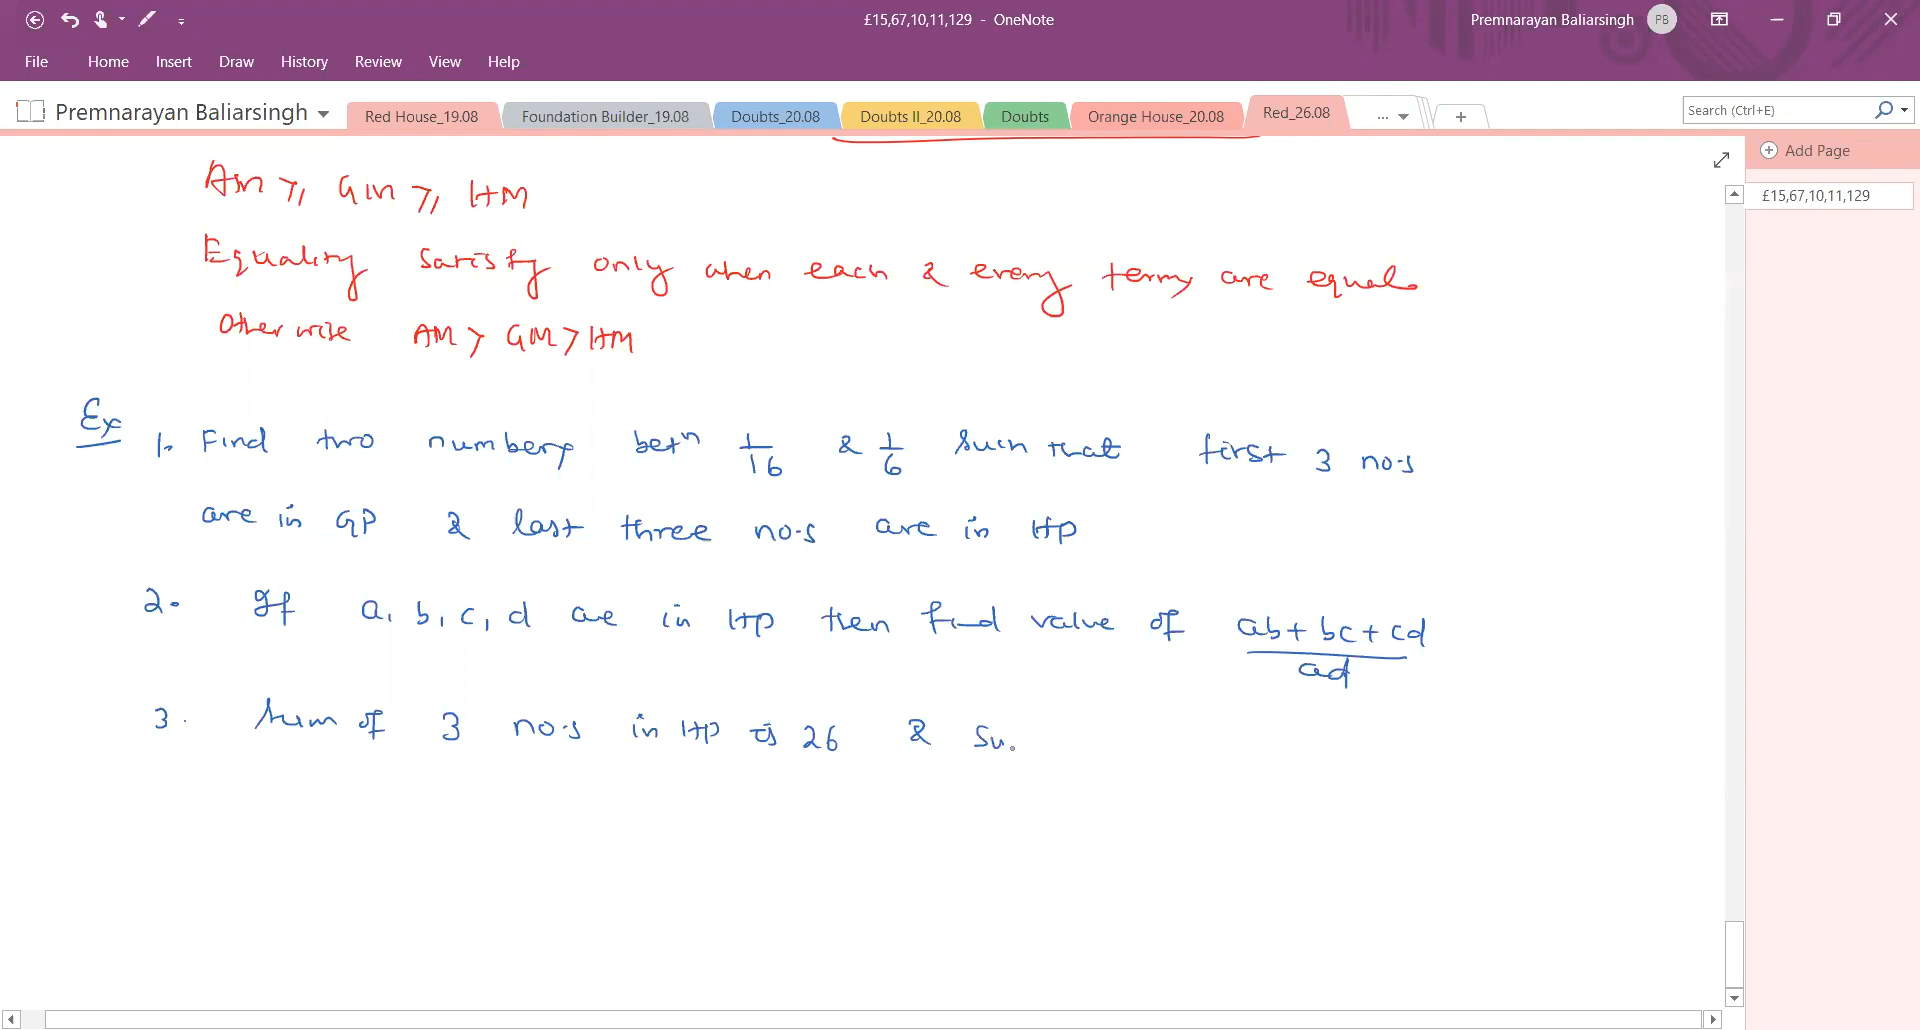 £15,67,10,11,129 - OneNote
Premnarayan Baliarsingh PB
File Home Insert Draw History Review View Help
Premnarayan Baliarsingh Red House_19.08 Foundation Builder_19.08 Doubts_20.08 Doubts II_20.08 Doubts Orange House_20.08 Red_26.08 ... + Search (Ctrl+E)
Add Page
£15,67,10,11,129
AM ≥ GM ≥ HM
Equality satisfy only when each & every terms are equal.
Otherwise AM > GM > HM
Ex 1. Find two numbers betn 1/16 & 1/6 such that first 3 no.s
are in GP & last three no.s are in HP
2. If a, b, c, d are in HP then find value of ab + bc + cd / ad
3. Sum of 3 no.s in HP is 26 & Su